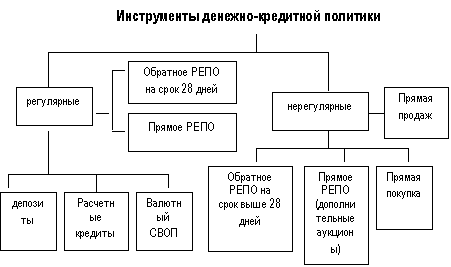 Инструменты денежно-кредитной политики
Обратное РЕПО
на срок 28 дней
регулярные
Прямое РЕПО
нерегулярные
Прямая
продаж
депози
ты
Расчетн
ые
кредиты
Валютн
ый
СВОП
Обратное
РЕПО на
срок выше 28
дней
Прямое
РЕПО
(дополни
тельные
аукцион
ы)
Прямая
покупка